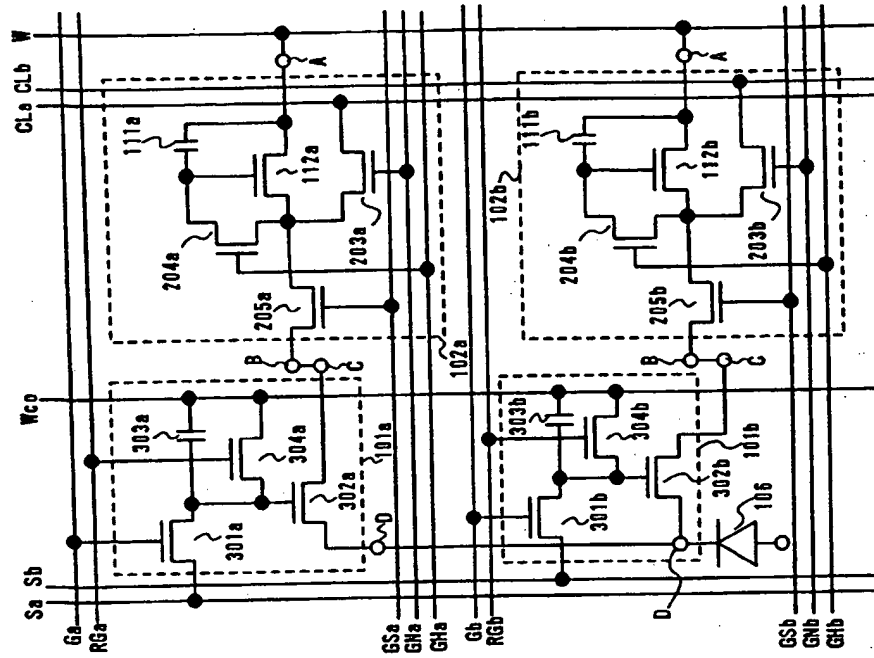 W
CLb
CLa
A
111a
112a
204a
203a
205a
102a
B
C
Wco
303a
304a
101a
302a
301a
D
Sb
Sa
Ga
RGa
GSa
GNa
GHa
A
111b
112b
102b
204b
203b
205b
B
C
303b
304b
101b
302b
301b
106
D
Gb
RGb
GSb
GNb
GHb